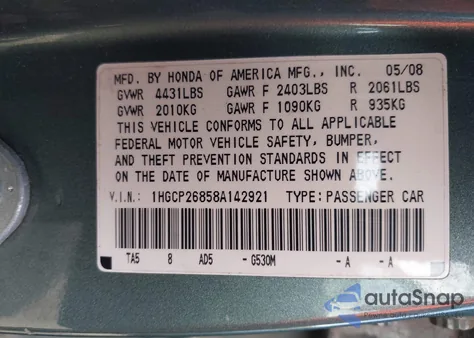 MFD. BY HONDA OF AMERICA MFG., INC. 05/08
GVWR 4431LBS GAWR F 2403LBS R 2061LBS
GVWR 2010KG GAWR F 1090KG R 935KG
THIS VEHICLE CONFORMS TO ALL APPLICABLE
FEDERAL MOTOR VEHICLE SAFETY, BUMPER,
AND THEFT PREVENTION STANDARDS IN EFFECT
ON THE DATE OF MANUFACTURE SHOWN ABOVE.
V.I.N.: 1HGCP26858A142921 TYPE: PASSENGER CAR
TA5 8 AD5 - G530M - A - A
autoSnap